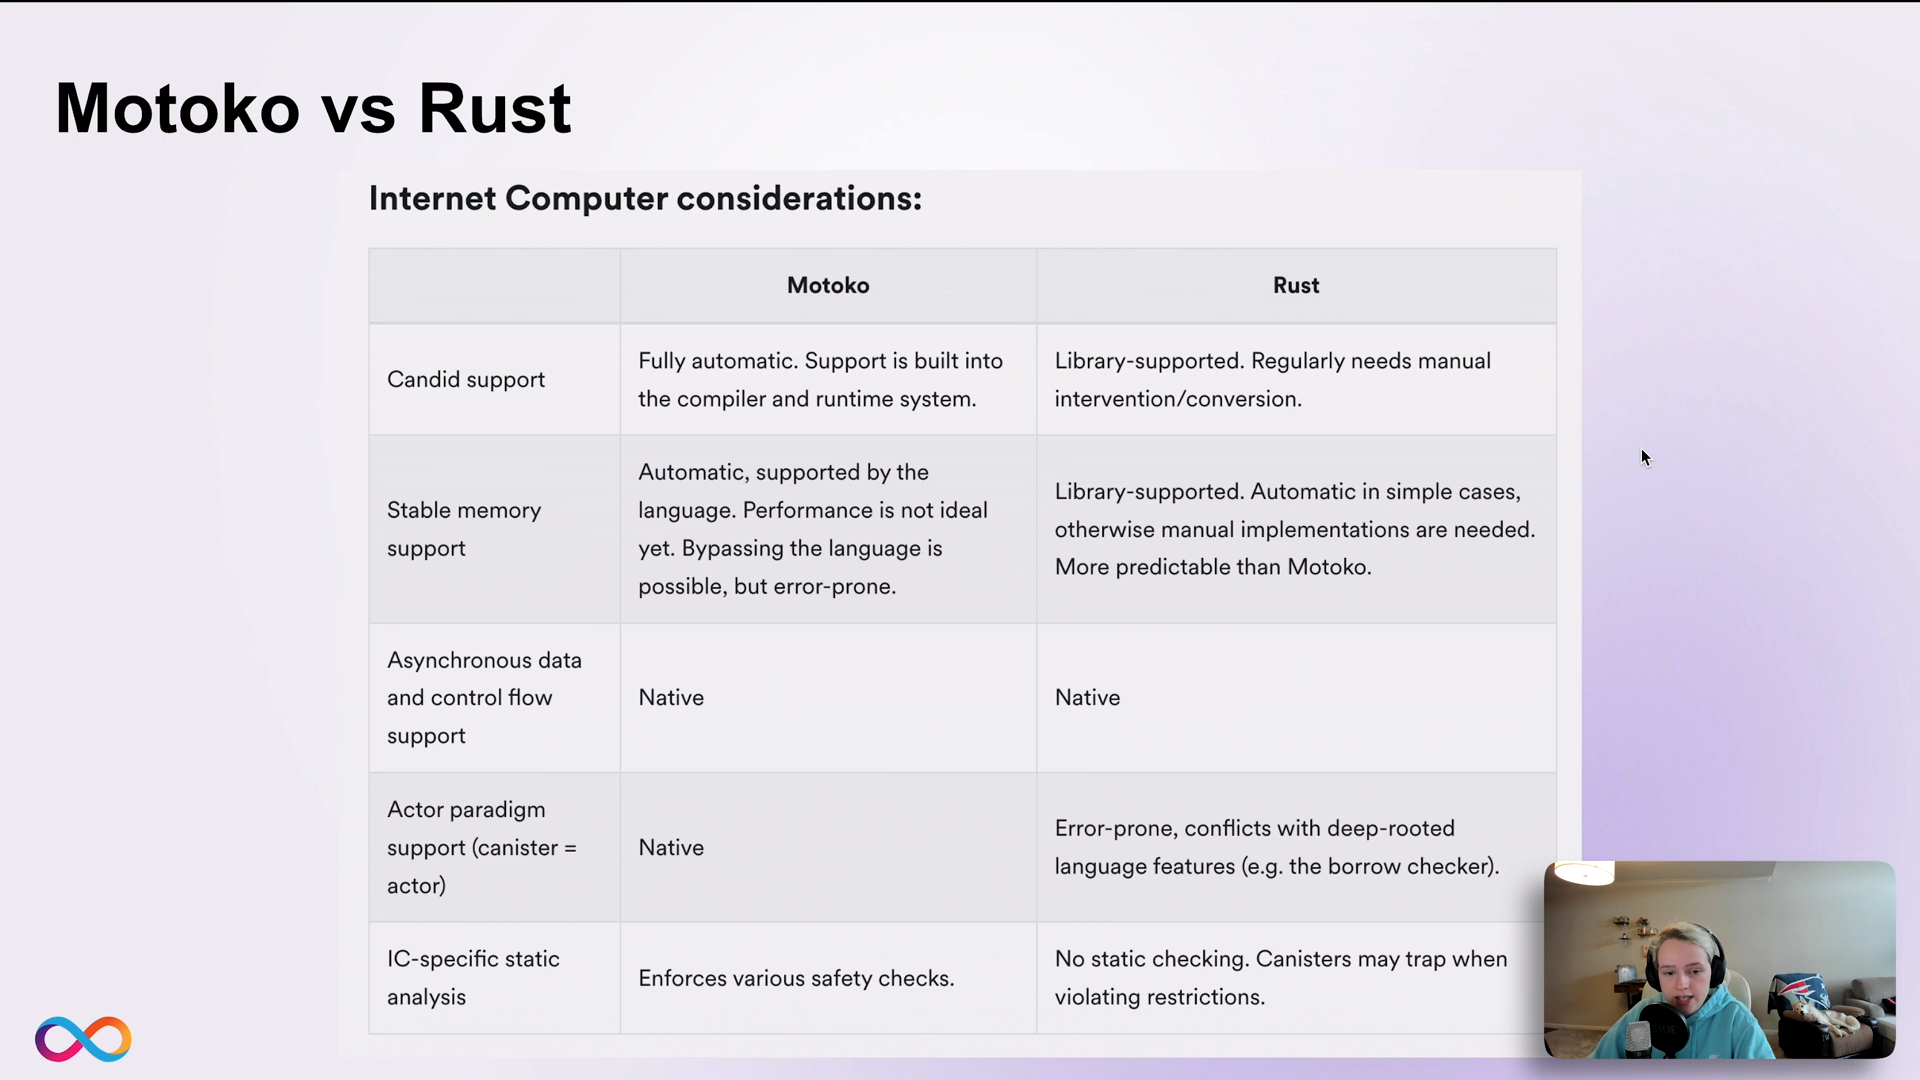 Motoko vs Rust
Internet Computer considerations:
Motoko
Rust
Candid support
Fully automatic. Support is built into
the compiler and runtime system.
Library-supported. Regularly needs manual
intervention/conversion.
Stable memory
support
Automatic, supported by the
language. Performance is not ideal
yet. Bypassing the language is
possible, but error-prone.
Library-supported. Automatic in simple cases,
otherwise manual implementations are needed.
More predictable than Motoko.
Asynchronous data
and control flow
support
Native
Native
Actor paradigm
support (canister =
actor)
Native
Error-prone, conflicts with deep-rooted
language features (e.g. the borrow checker).
IC-specific static
analysis
Enforces various safety checks.
No static checking. Canisters may trap when
violating restrictions.